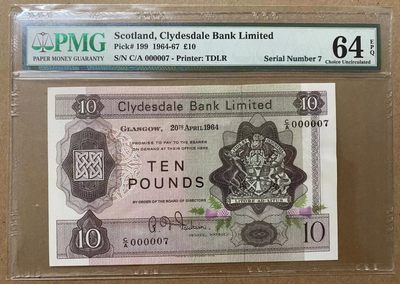 PMG
PAPER MONEY GUARANTY
Scotland, Clydesdale Bank Limited
Pick# 199 1964-67 £10
S/N C/A 000007 - Printer: TDLR
Serial Number 7
64 EPQ
Choice Uncirculated
10
10
Clydesdale Bank Limited
GLASGOW, 20TH APRIL 1964
C/A 000007
I PROMISE TO PAY TO THE BEARER
ON DEMAND AT THEIR OFFICE HERE
TEN
POUNDS
BY ORDER OF THE BOARD OF DIRECTORS
GENERAL MANAGER
10
C/A 000007
10